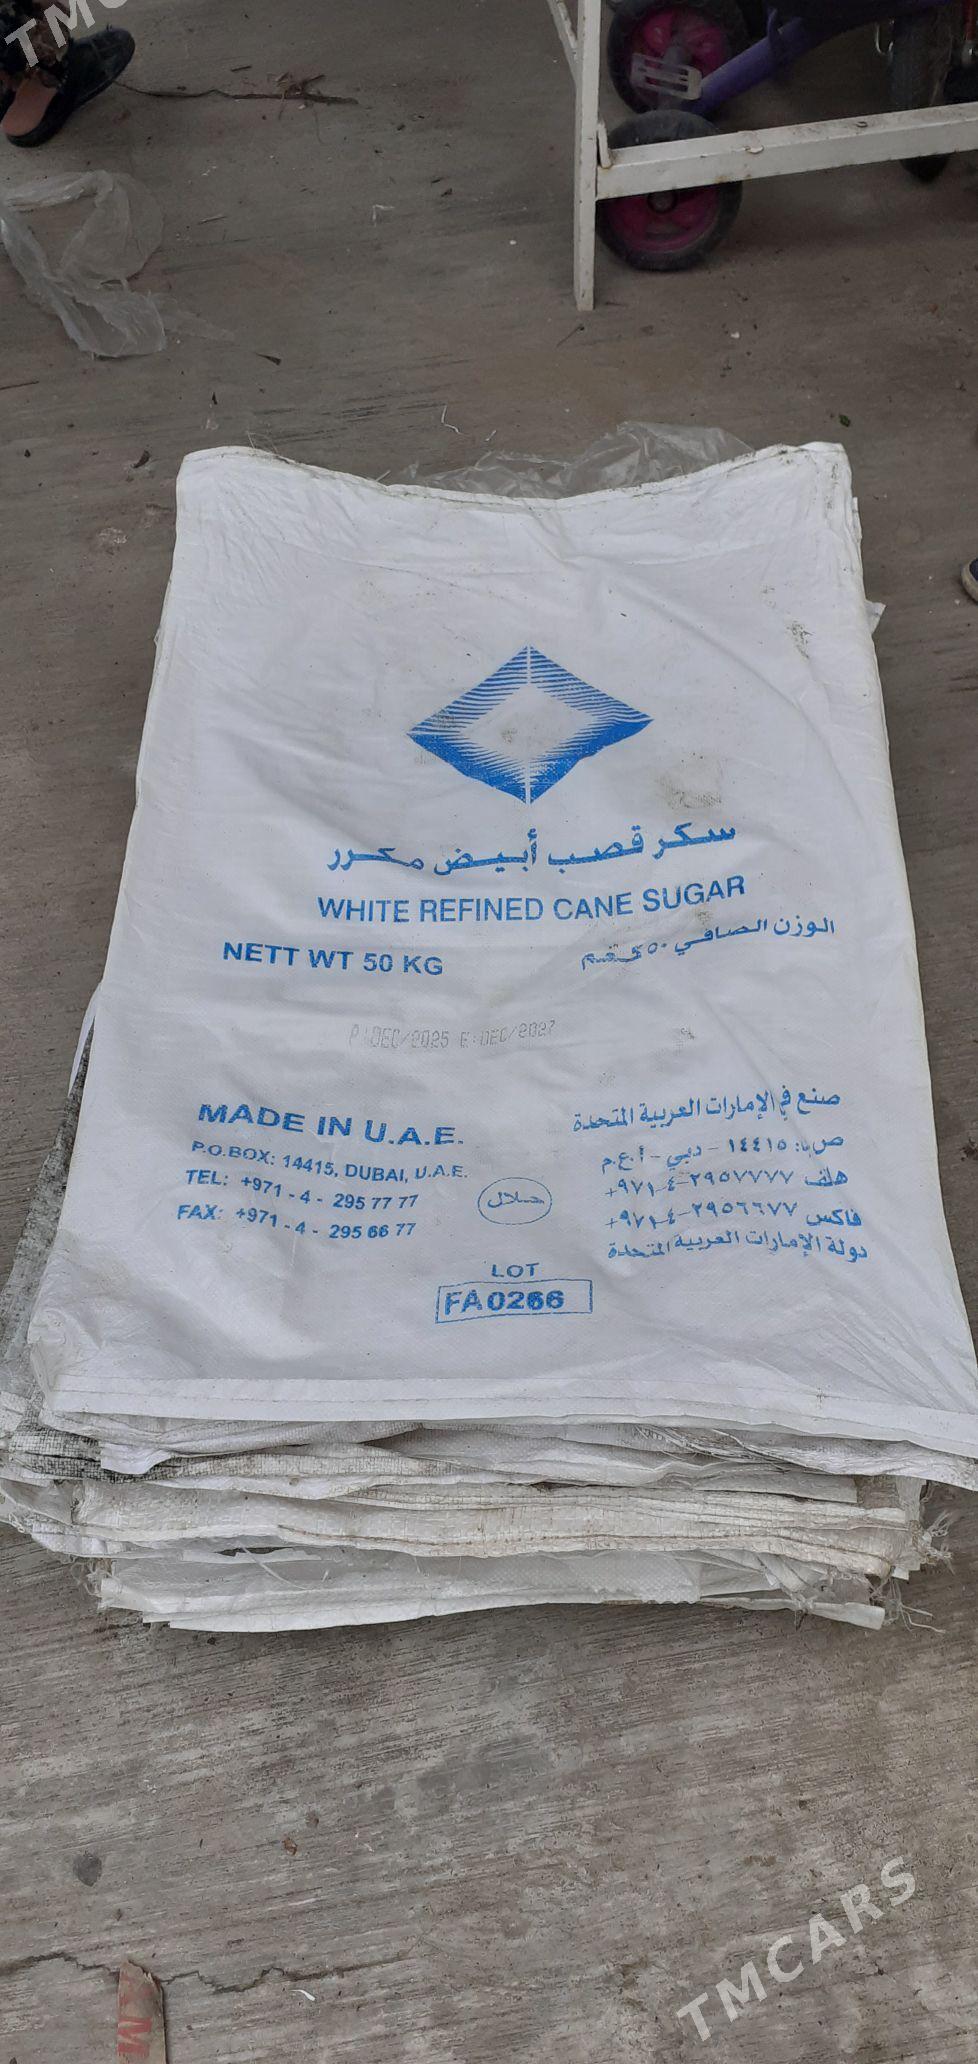 سكر قصب أبيض مكرر
WHITE REFINED CANE SUGAR
NETT WT 50 KG
الوزن الصافي ٥٠ كغم
P:DEC/2025 E:DEC/2027
MADE IN U.A.E.
P.O.BOX: 14415, DUBAI, U.A.E.
TEL: +971 - 4 - 295 77 77
FAX: +971 - 4 - 295 66 77
حلال
صنع في الإمارات العربية المتحدة
ص.ب: ١٤٤١٥ - دبي - أ.ع.م
هاتف ٢٩٥٧٧٧٧-٤-٩٧١+
فاكس ٢٩٥٦٦٧٧-٤-٩٧١+
دولة الإمارات العربية المتحدة
LOT
FA0266
M
TMCARS